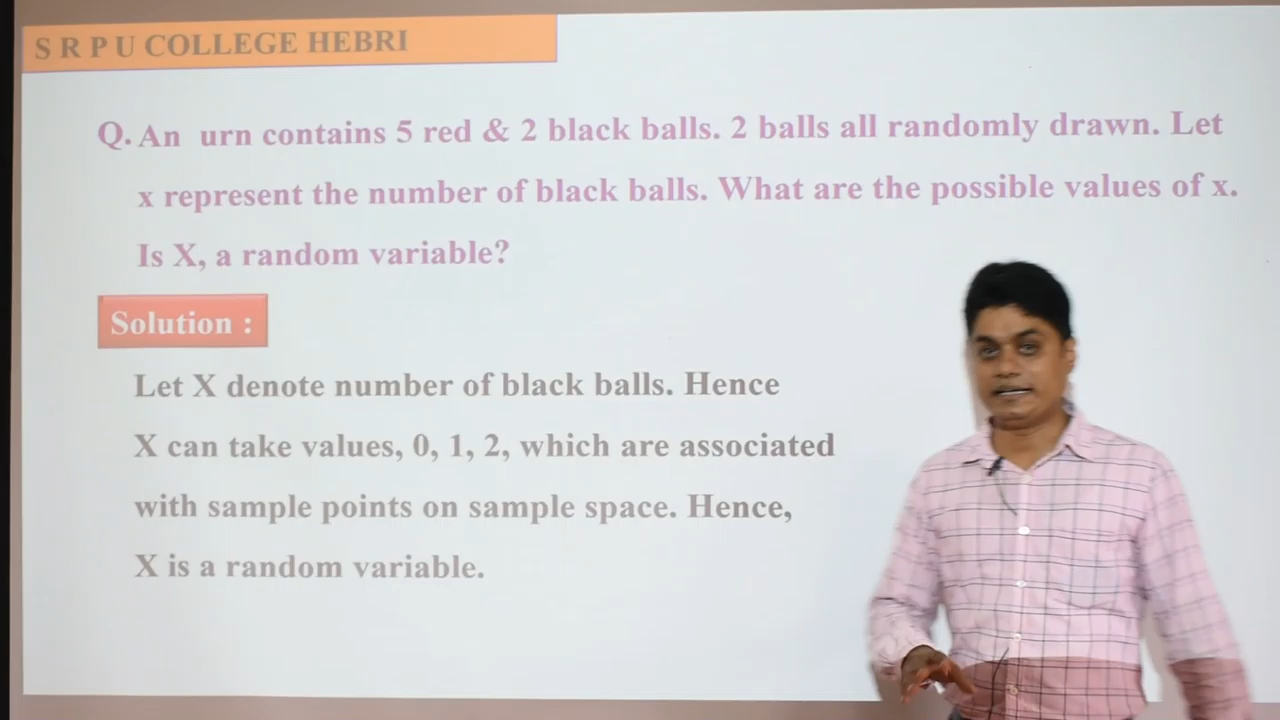 S R P U COLLEGE HEBRI
Q. An urn contains 5 red & 2 black balls. 2 balls all randomly drawn. Let
x represent the number of black balls. What are the possible values of x.
Is X, a random variable?
Solution :
Let X denote number of black balls. Hence
X can take values, 0, 1, 2, which are associated
with sample points on sample space. Hence,
X is a random variable.